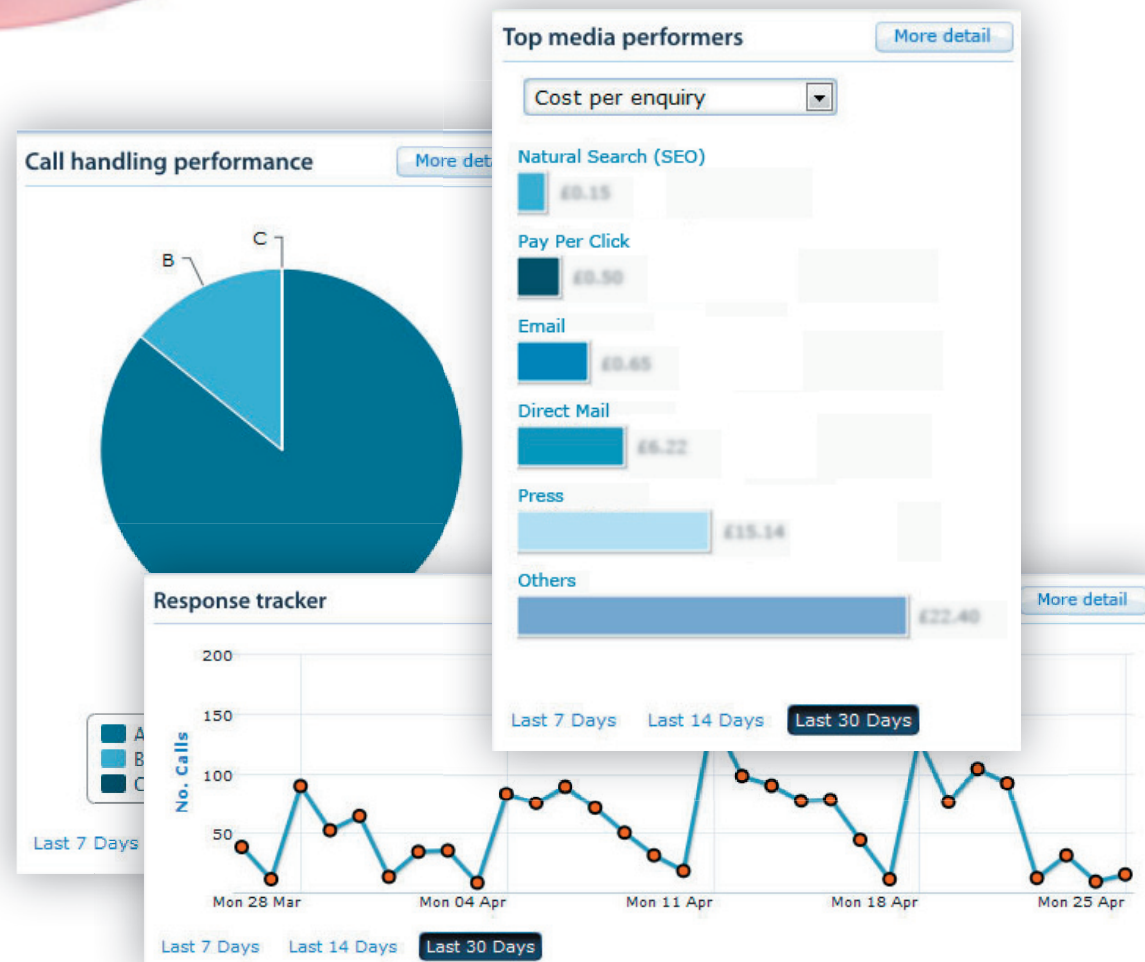 Top media performers
More detail
Cost per enquiry
Natural Search (SEO)
£0.15
Pay Per Click
£0.50
Email
£0.65
Direct Mail
£6.22
Press
£15.14
Others
£22.40
Last 7 Days
Last 14 Days
Last 30 Days
Call handling performance
More deta
C
B
A
B
C
Last 7 Days
Response tracker
More detail
No. Calls
200
150
100
50
Mon 28 Mar
Mon 04 Apr
Mon 11 Apr
Mon 18 Apr
Mon 25 Apr
Last 7 Days
Last 14 Days
Last 30 Days